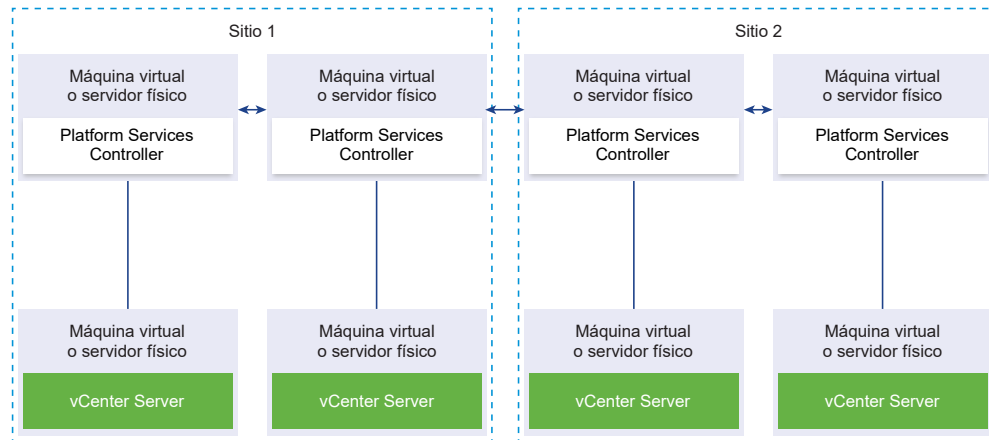 Sitio 1
Sitio 2
Máquina virtual
o servidor físico
Platform Services
Controller
Máquina virtual
o servidor físico
Platform Services
Controller
Máquina virtual
o servidor físico
Platform Services
Controller
Máquina virtual
o servidor físico
Platform Services
Controller
Máquina virtual
o servidor físico
vCenter Server
Máquina virtual
o servidor físico
vCenter Server
Máquina virtual
o servidor físico
vCenter Server
Máquina virtual
o servidor físico
vCenter Server